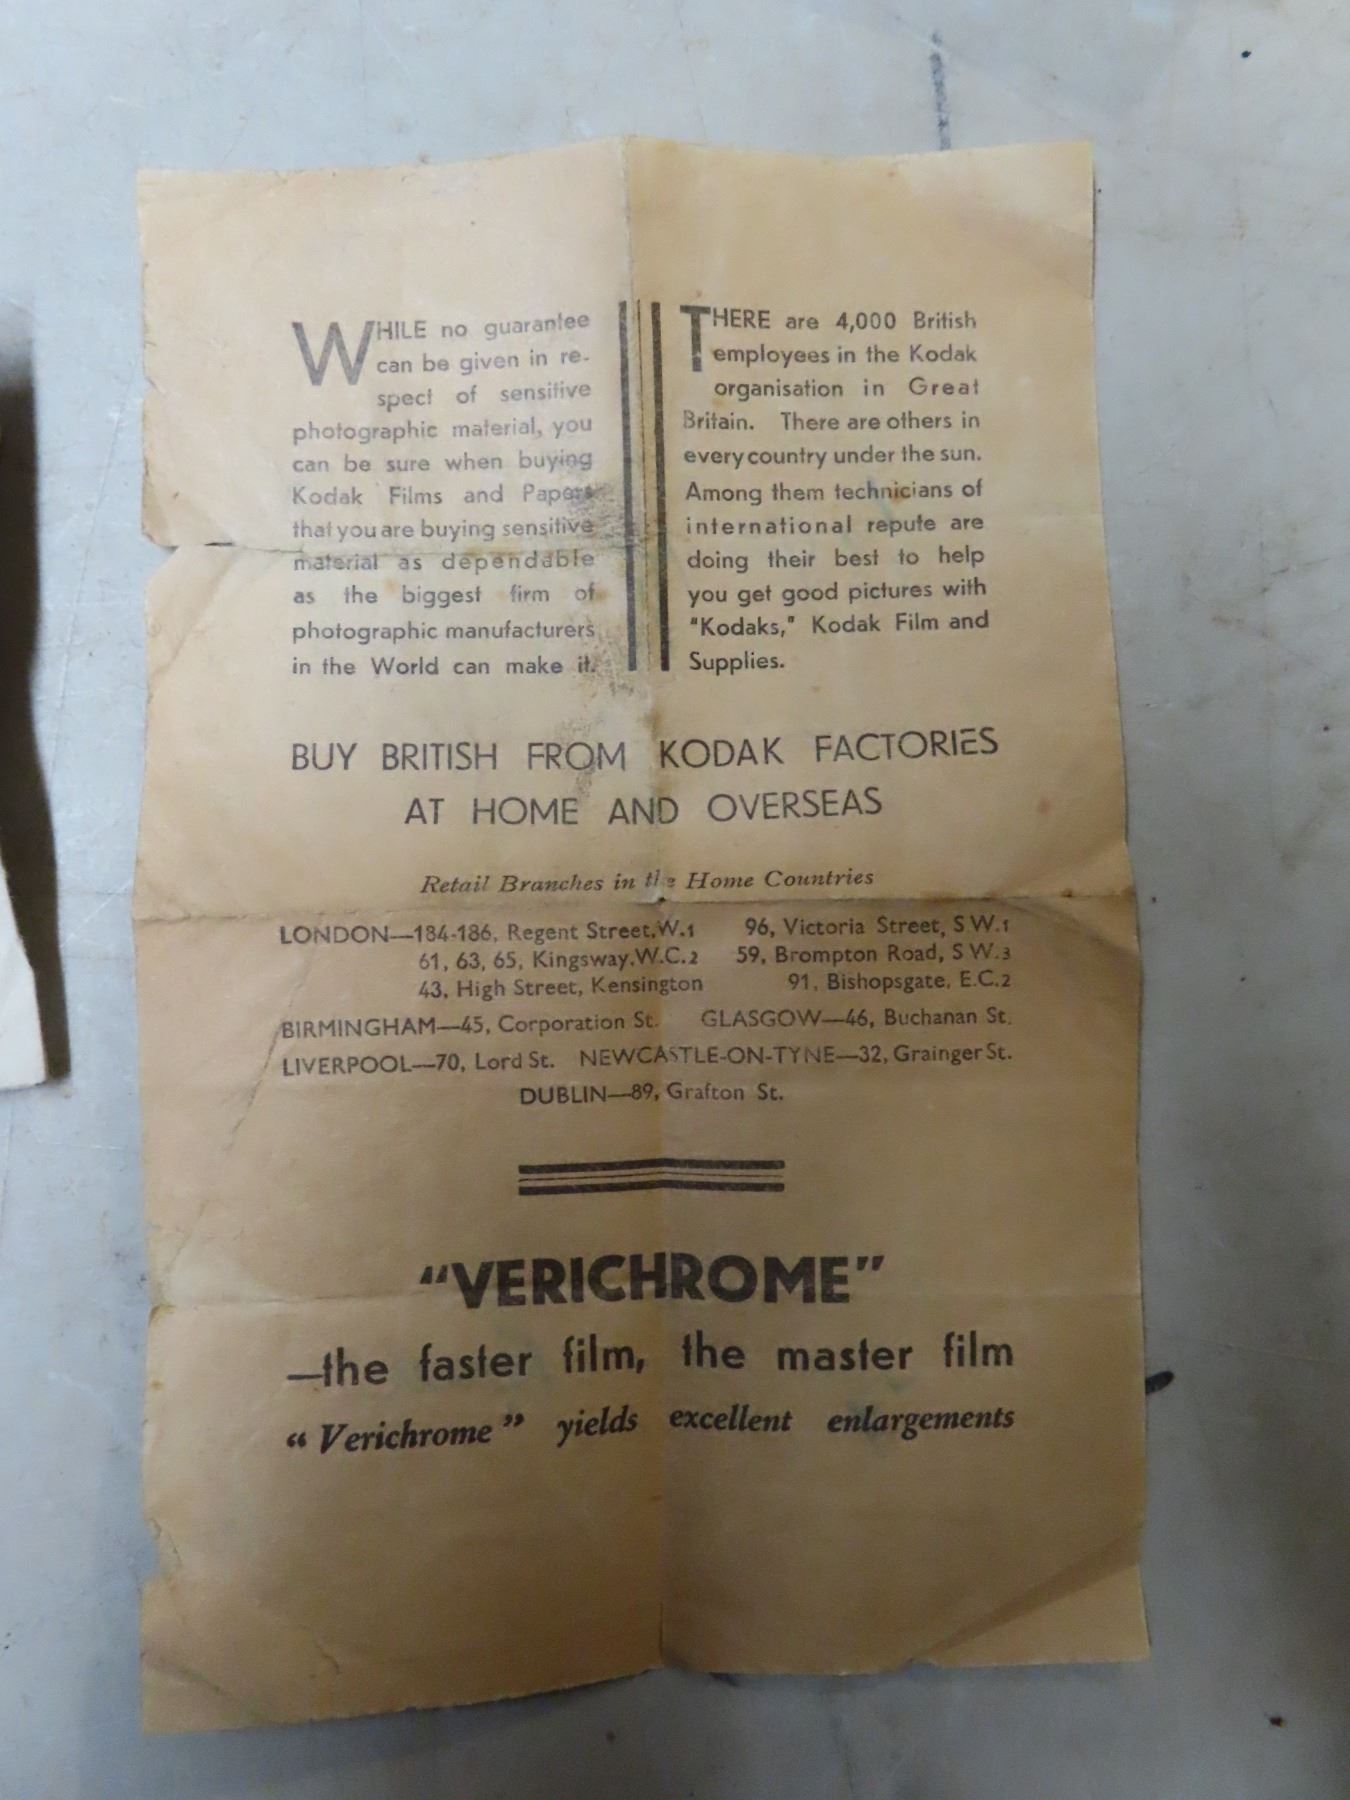 WHILE no guarantee
can be given in re-
spect of sensitive
photographic material, you
can be sure when buying
Kodak Films and Papers
that you are buying sensitive
material as dependable
as the biggest firm of
photographic manufacturers
in the World can make it.
THERE are 4,000 British
employees in the Kodak
organisation in Great
Britain. There are others in
every country under the sun.
Among them technicians of
international repute are
doing their best to help
you get good pictures with
"Kodaks," Kodak Film and
Supplies.
BUY BRITISH FROM KODAK FACTORIES
AT HOME AND OVERSEAS
Retail Branches in the Home Countries
LONDON—184-186, Regent Street, W.1 96, Victoria Street, S.W.1
61, 63, 65, Kingsway, W.C.2 59, Brompton Road, S.W.3
43, High Street, Kensington 91, Bishopsgate, E.C.2
BIRMINGHAM—45, Corporation St. GLASGOW—46, Buchanan St.
LIVERPOOL—70, Lord St. NEWCASTLE-ON-TYNE—32, Grainger St.
DUBLIN—89, Grafton St.
"VERICHROME"
—the faster film, the master film
"Verichrome" yields excellent enlargements